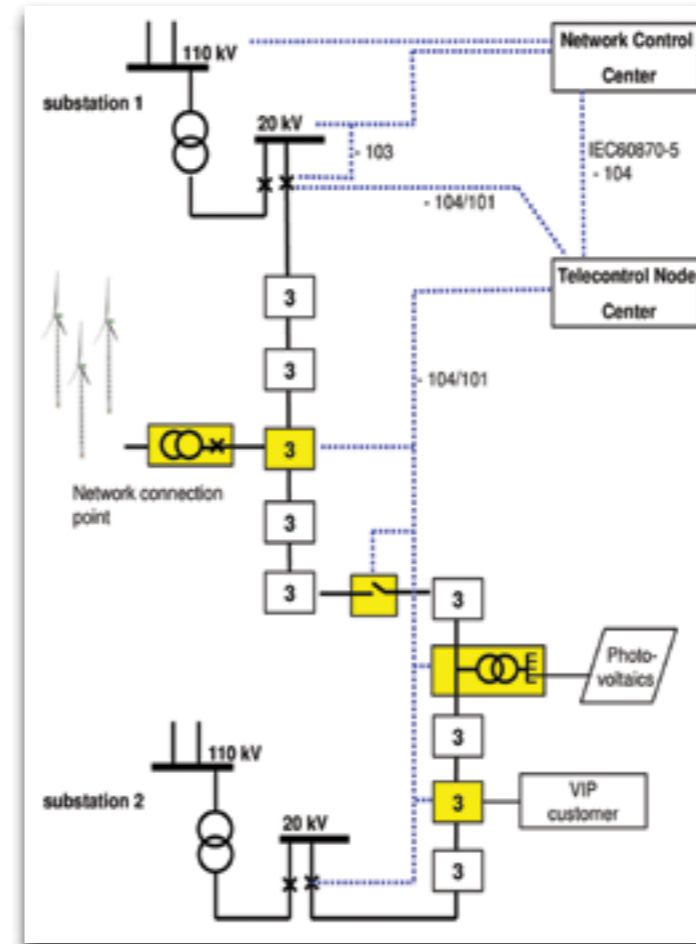 110 kV
Network Control
Center
substation 1
20 kV
- 103
IEC60870-5
- 104
- 104/101
Telecontrol Node
Center
3
3
- 104/101
3
Network connection
point
3
3
3
Photo-
voltaics
3
110 kV
substation 2
3
VIP
customer
20 kV
3